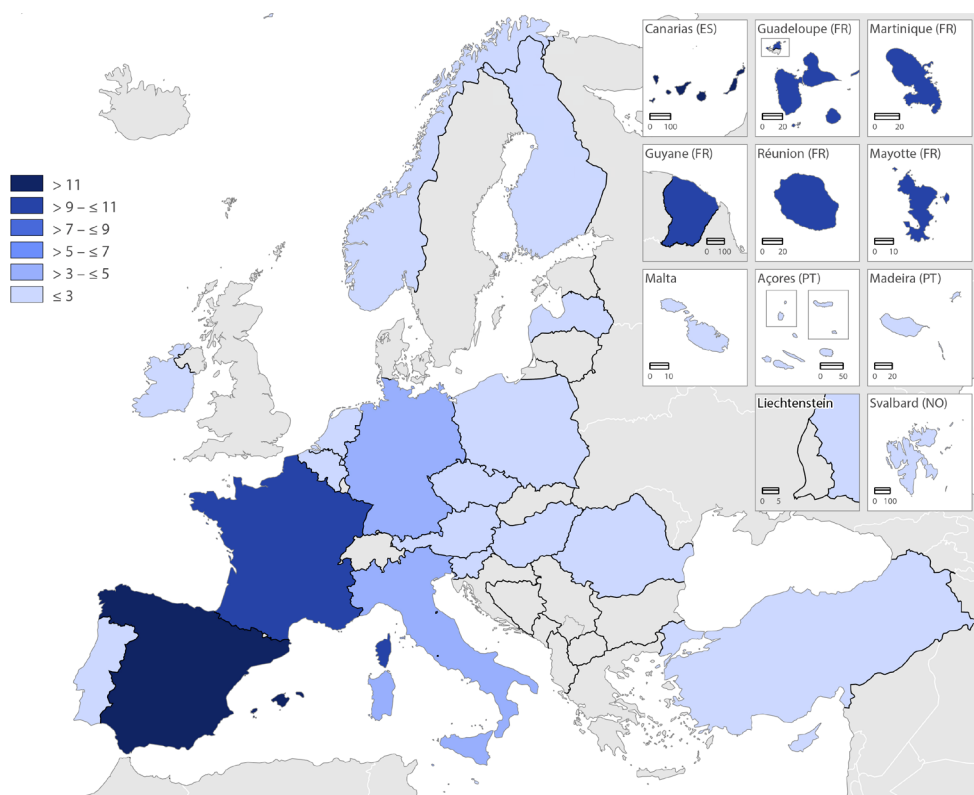 Canarias (ES)
0 100
Guadeloupe (FR)
0 20
Martinique (FR)
0 20
Guyane (FR)
0 100
Réunion (FR)
0 20
Mayotte (FR)
0 10
Malta
0 10
Açores (PT)
0 50
Madeira (PT)
0 20
Liechtenstein
0 5
Svalbard (NO)
0 100
> 11
> 9 – ≤ 11
> 7 – ≤ 9
> 5 – ≤ 7
> 3 – ≤ 5
≤ 3